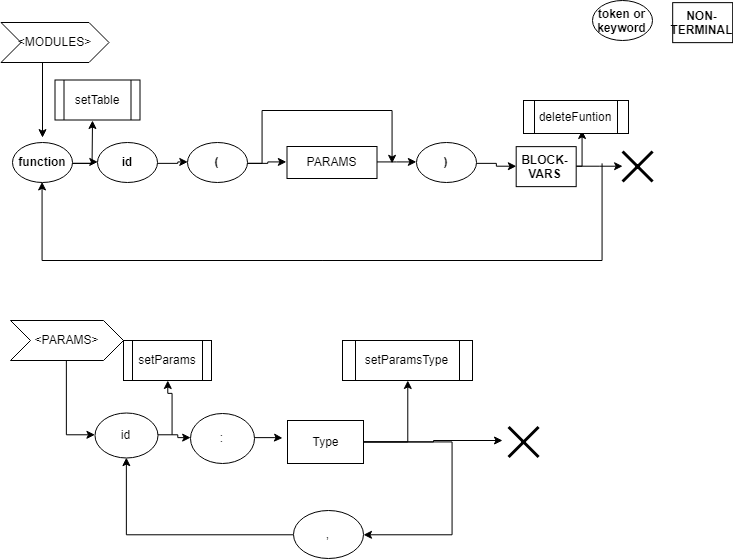 token or
keyword
NON-
TERMINAL
<MODULES>
setTable
deleteFuntion
function
id
(
PARAMS
)
BLOCK-
VARS
<PARAMS>
setParams
setParamsType
id
:
Type
,